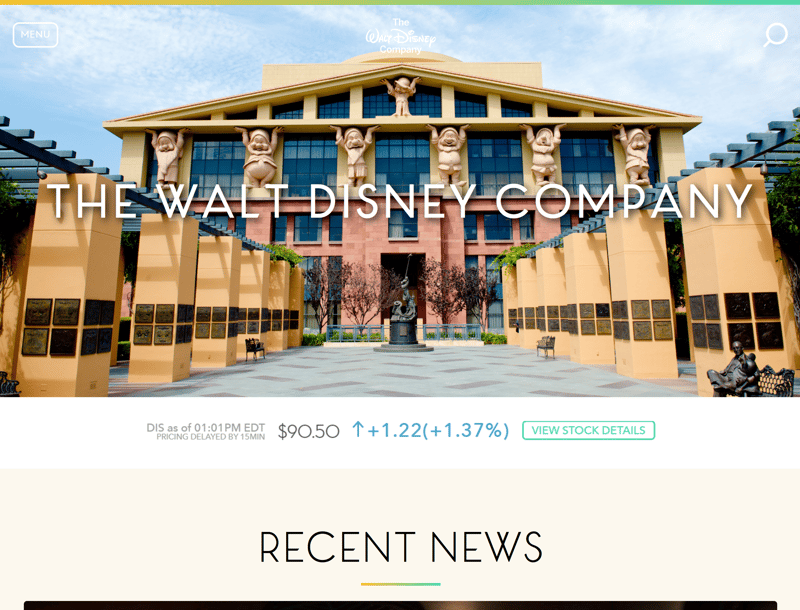 MENU
The
Walt Disney
Company
THE WALT DISNEY COMPANY
DIS as of 01:01PM EDT
PRICING DELAYED BY 15MIN
$90.50
↑+1.22(+1.37%)
VIEW STOCK DETAILS
RECENT NEWS